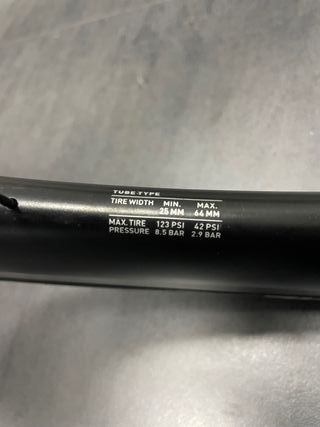 TUBE-TYPE
TIRE WIDTH MIN. MAX.
25 MM 64 MM
MAX. TIRE 123 PSI 42 PSI
PRESSURE 8.5 BAR 2.9 BAR